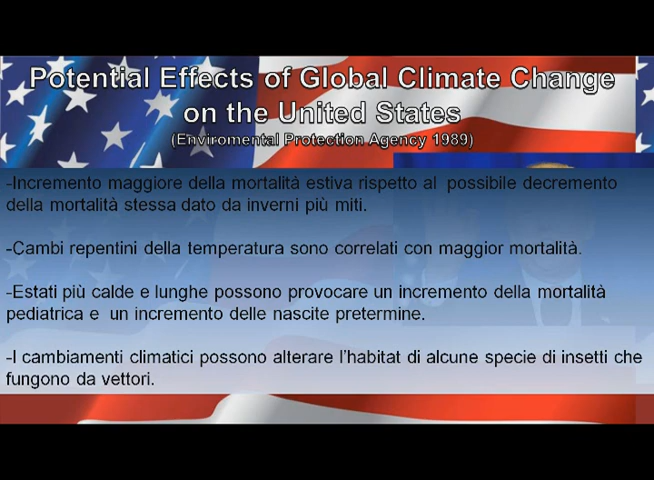 Potential Effects of Global Climate Change
on the United States
(Enviromental Protection Agency 1989)
-Incremento maggiore della mortalità estiva rispetto al possibile decremento
della mortalità stessa dato da inverni più miti.
-Cambi repentini della temperatura sono correlati con maggior mortalità.
-Estati più calde e lunghe possono provocare un incremento della mortalità
pediatrica e un incremento delle nascite pretermine.
-I cambiamenti climatici possono alterare l'habitat di alcune specie di insetti che
fungono da vettori.